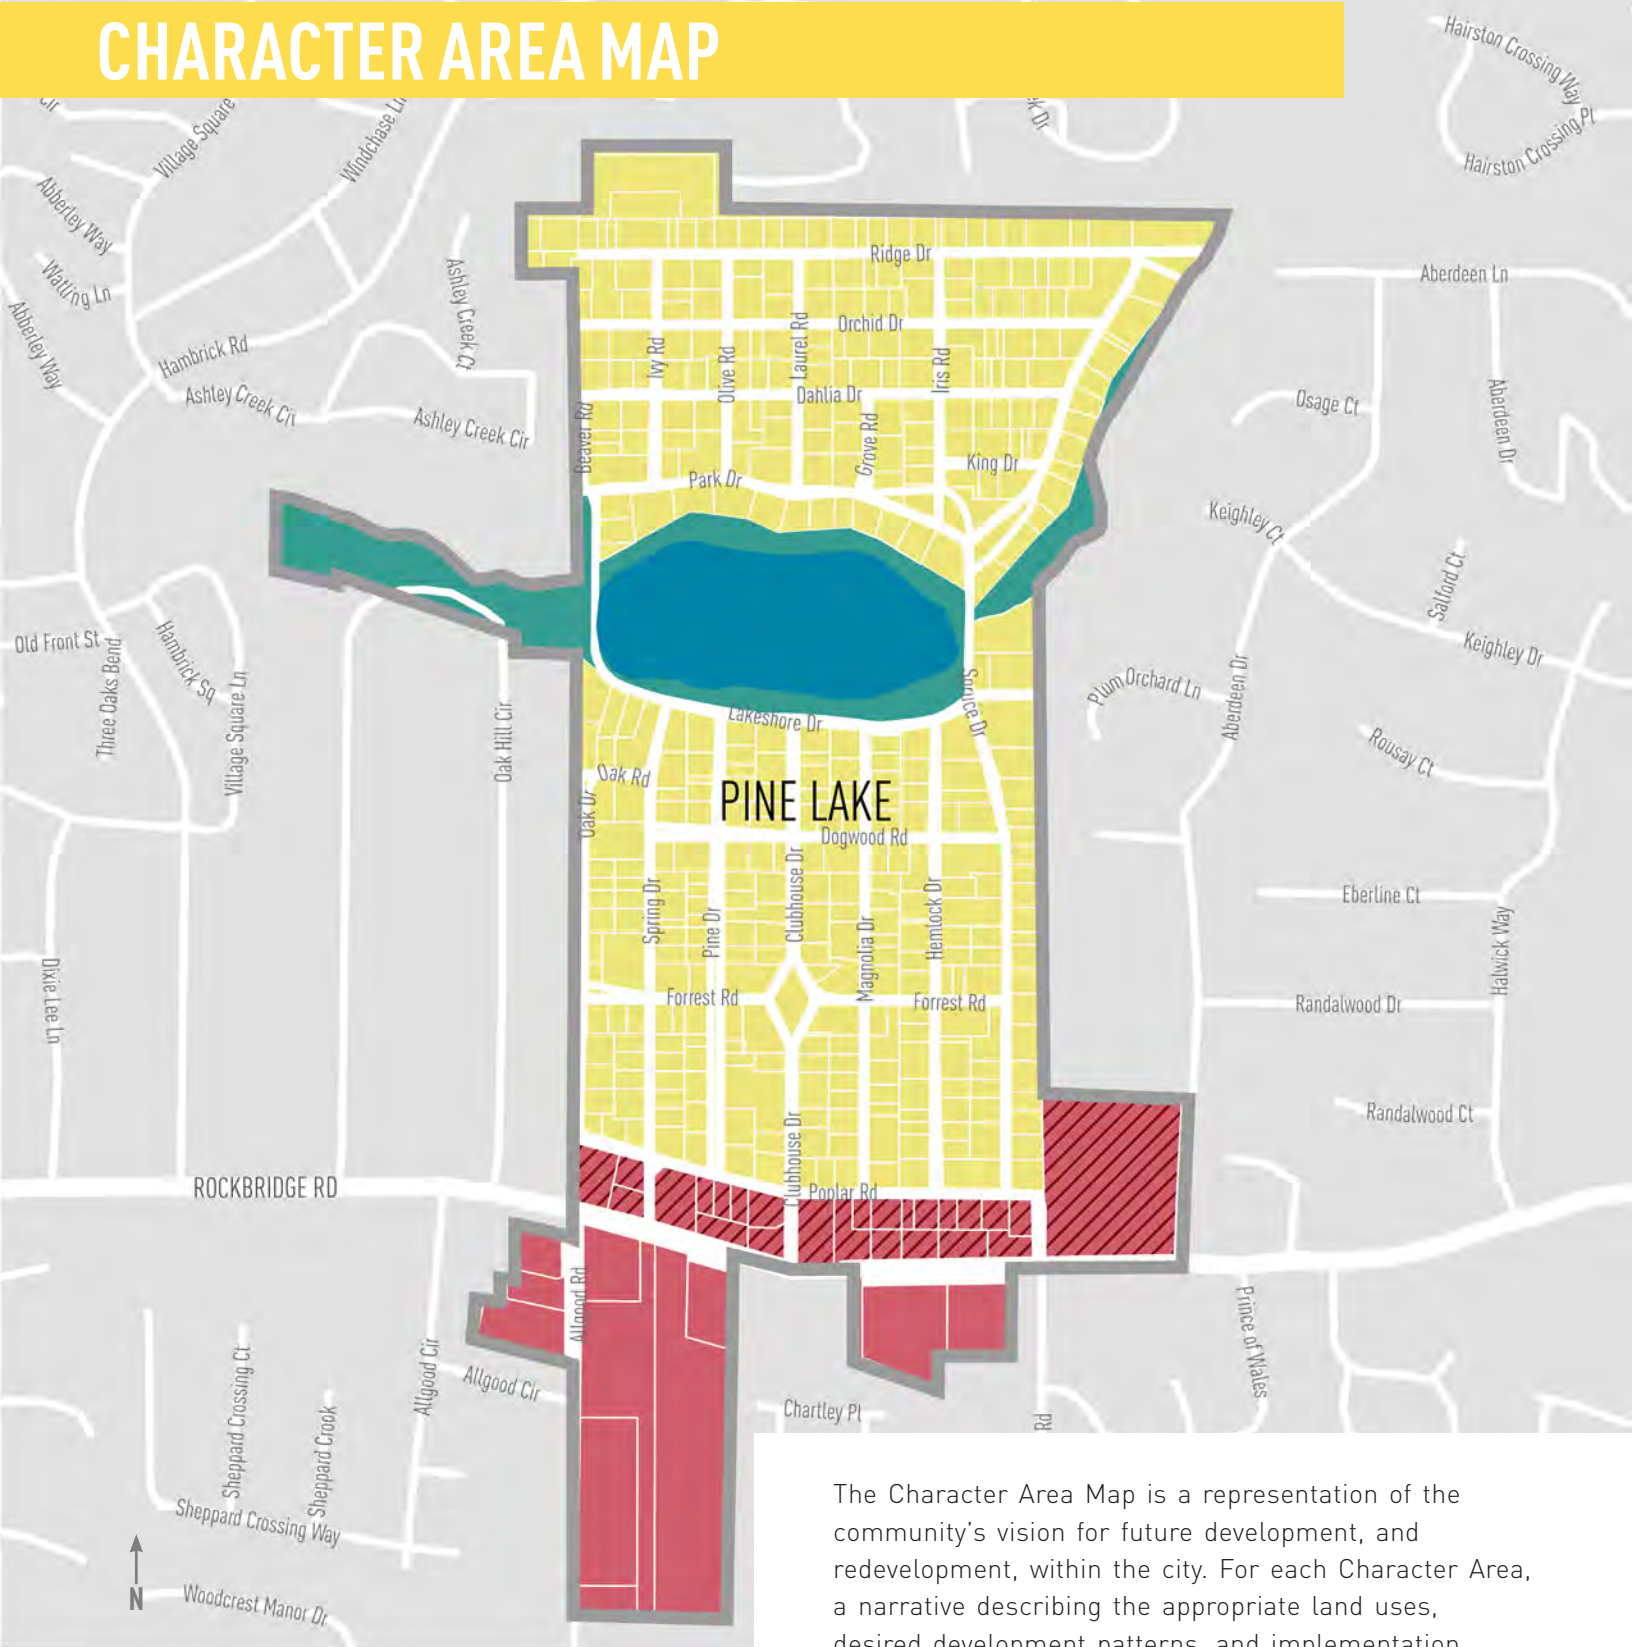 CHARACTER AREA MAP
Hairston Crossing Way
Hairston Crossing Pl
Cir
Village Square
Windchase Ln
ek Dr
Abberley Way
Watling Ln
Abberley Way
Hambrick Rd
Ashley Creek Ct
Ashley Creek Cir
Ashley Creek Cir
Ridge Dr
Orchid Dr
Ivy Rd
Olive Rd
Laurel Rd
Dahlia Dr
Iris Rd
Beaver Rd
Grove Rd
King Dr
Park Dr
Aberdeen Ln
Osage Ct
Aberdeen Dr
Keighley Ct
Salford Ct
Keighley Dr
Old Front St
Three Oaks Bend
Hambrick Sq
Village Square Ln
Oak Hill Cir
Lakeshore Dr
Spruce Dr
Plum Orchard Ln
Aberdeen Dr
Rousay Ct
Oak Rd
Oak Dr
PINE LAKE
Dogwood Rd
Spring Dr
Pine Dr
Clubhouse Dr
Magnolia Dr
Hemlock Dr
Eberline Ct
Halwick Way
Dixie Lee Ln
Forrest Rd
Forrest Rd
Randalwood Dr
Randalwood Ct
Clubhouse Dr
Poplar Rd
ROCKBRIDGE RD
Allgood Rd
Allgood Cir
Allgood Cir
Prince of Wales
Sheppard Crossing Ct
Sheppard Crook
Chartley Pl
Rd
Sheppard Crossing Way
N
Woodcrest Manor Dr
The Character Area Map is a representation of the
community's vision for future development, and
redevelopment, within the city. For each Character Area,
a narrative describing the appropriate land uses,
desired development patterns, and implementation